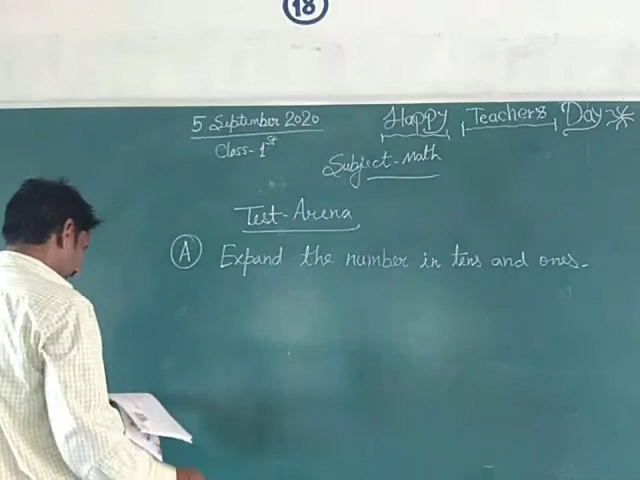 18
5 September 2020
Happy Teachers Day
Class-1st
Subject-Math
Test-Arena
A Expand the number in tens and ones-